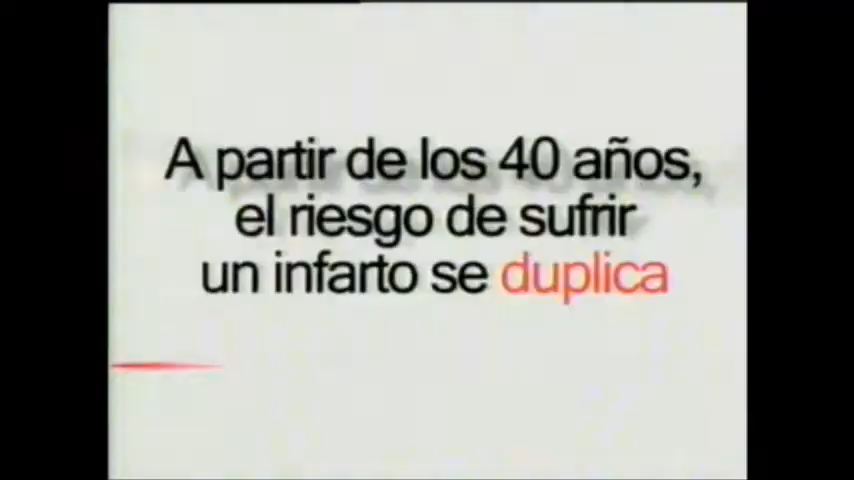 A partir de los 40 años,
el riesgo de sufrir
un infarto se duplica